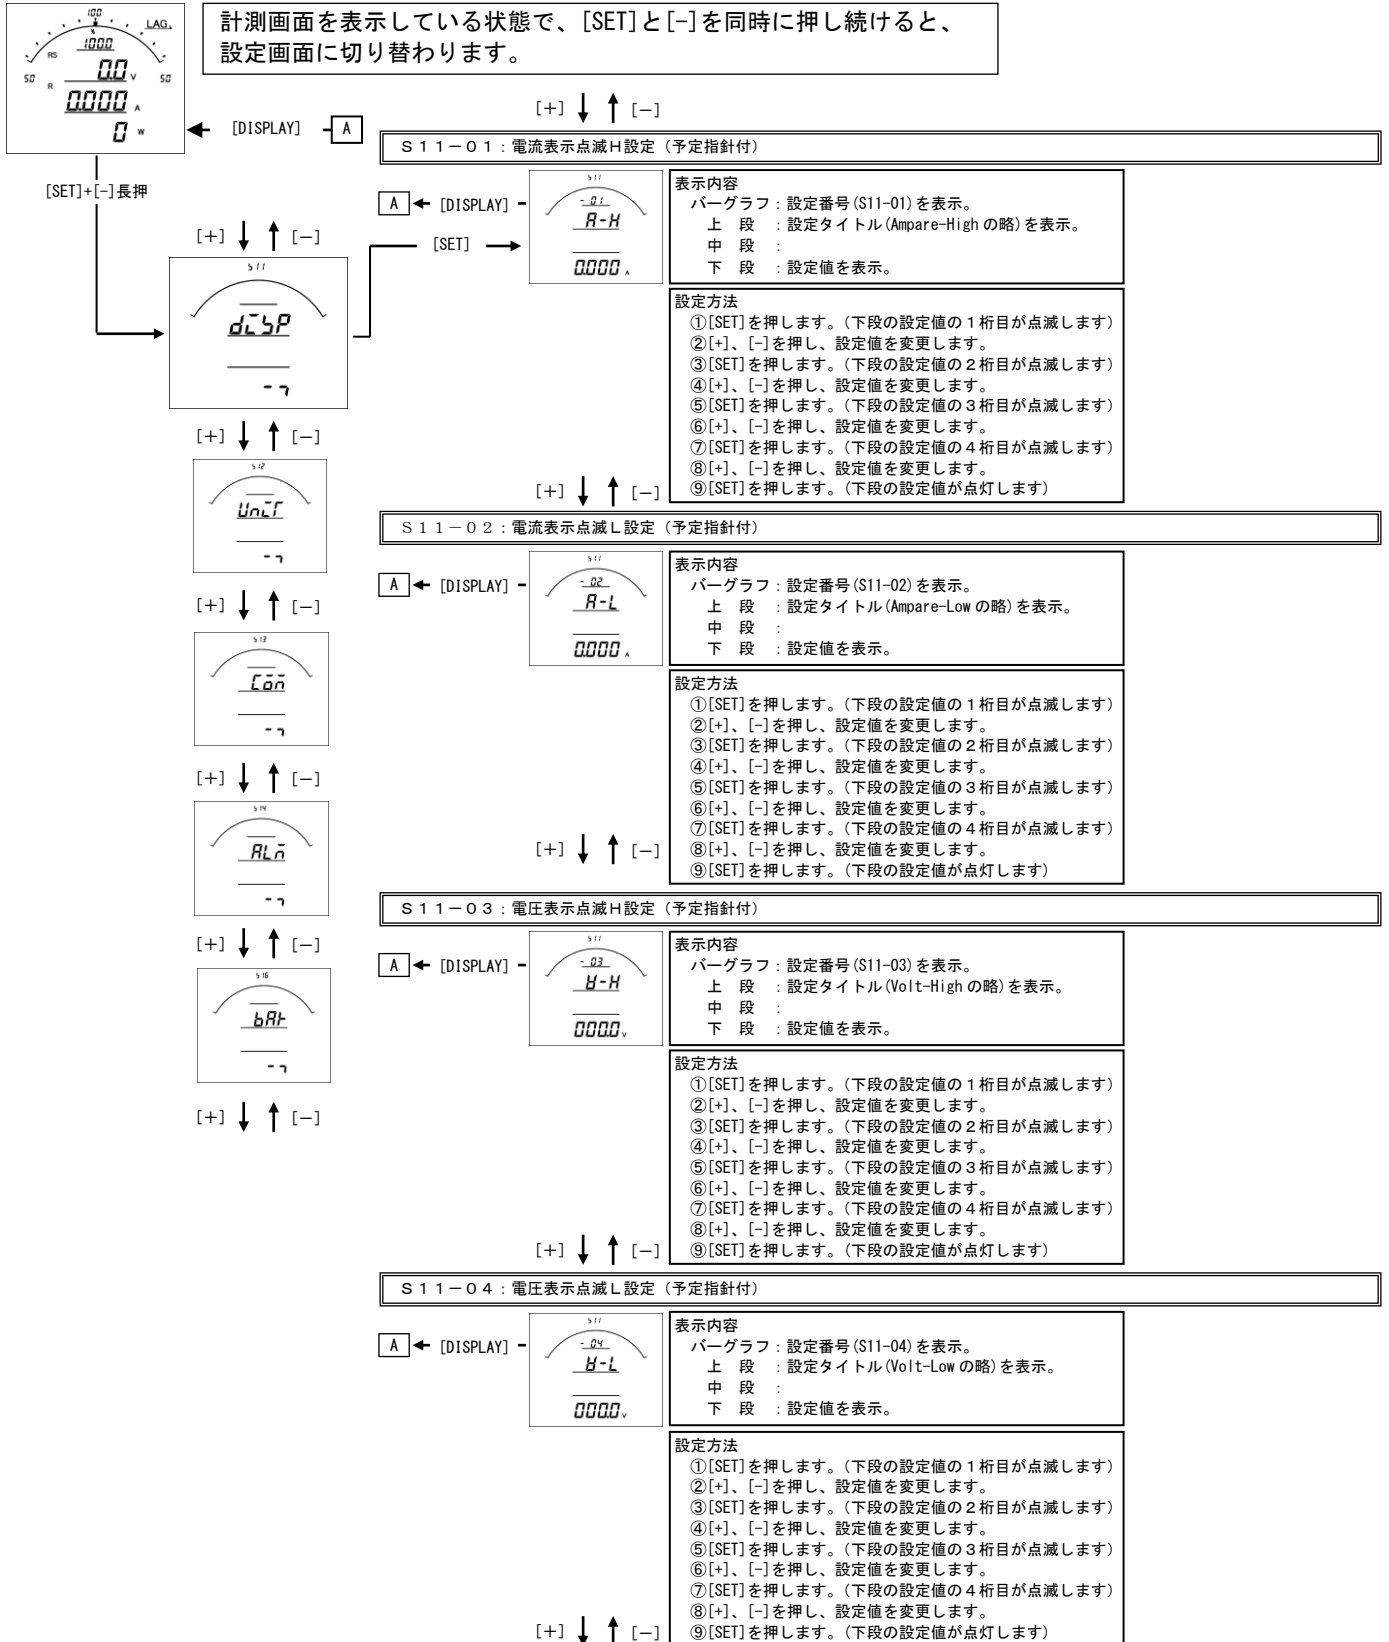 計測画面を表示している状態で、[SET]と[-]を同時に押し続けると、
設定画面に切り替わります。
100
LAG.
%
100.0
RS
50
0.0 V
50
R
0.000 A
0 W
[DISPLAY]
A
[SET]+[-]長押
[+] [-]
S11
dISP
[SET]
[+] [-]
S12
UnIT
[+] [-]
S13
Com
[+] [-]
S14
ALm
[+] [-]
S16
bAt
[+] [-]
[+] [-]
S11-01:電流表示点滅H設定(予定指針付)
A
[DISPLAY]
S11
-01
A-H
0.000 A
表示内容
バーグラフ:設定番号(S11-01)を表示。
上 段 :設定タイトル(Ampare-Highの略)を表示。
中 段 :
下 段 :設定値を表示。
設定方法
①[SET]を押します。(下段の設定値の1桁目が点滅します)
②[+]、[-]を押し、設定値を変更します。
③[SET]を押します。(下段の設定値の2桁目が点滅します)
④[+]、[-]を押し、設定値を変更します。
⑤[SET]を押します。(下段の設定値の3桁目が点滅します)
⑥[+]、[-]を押し、設定値を変更します。
⑦[SET]を押します。(下段の設定値の4桁目が点滅します)
⑧[+]、[-]を押し、設定値を変更します。
⑨[SET]を押します。(下段の設定値が点灯します)
[+] [-]
S11-02:電流表示点滅L設定(予定指針付)
A
[DISPLAY]
S11
-02
A-L
0.000 A
表示内容
バーグラフ:設定番号(S11-02)を表示。
上 段 :設定タイトル(Ampare-Lowの略)を表示。
中 段 :
下 段 :設定値を表示。
設定方法
①[SET]を押します。(下段の設定値の1桁目が点滅します)
②[+]、[-]を押し、設定値を変更します。
③[SET]を押します。(下段の設定値の2桁目が点滅します)
④[+]、[-]を押し、設定値を変更します。
⑤[SET]を押します。(下段の設定値の3桁目が点滅します)
⑥[+]、[-]を押し、設定値を変更します。
⑦[SET]を押します。(下段の設定値の4桁目が点滅します)
⑧[+]、[-]を押し、設定値を変更します。
⑨[SET]を押します。(下段の設定値が点灯します)
[+] [-]
S11-03:電圧表示点滅H設定(予定指針付)
A
[DISPLAY]
S11
-03
V-H
000.0 V
表示内容
バーグラフ:設定番号(S11-03)を表示。
上 段 :設定タイトル(Volt-Highの略)を表示。
中 段 :
下 段 :設定値を表示。
設定方法
①[SET]を押します。(下段の設定値の1桁目が点滅します)
②[+]、[-]を押し、設定値を変更します。
③[SET]を押します。(下段の設定値の2桁目が点滅します)
④[+]、[-]を押し、設定値を変更します。
⑤[SET]を押します。(下段の設定値の3桁目が点滅します)
⑥[+]、[-]を押し、設定値を変更します。
⑦[SET]を押します。(下段の設定値の4桁目が点滅します)
⑧[+]、[-]を押し、設定値を変更します。
⑨[SET]を押します。(下段の設定値が点灯します)
[+] [-]
S11-04:電圧表示点滅L設定(予定指針付)
A
[DISPLAY]
S11
-04
V-L
000.0 V
表示内容
バーグラフ:設定番号(S11-04)を表示。
上 段 :設定タイトル(Volt-Lowの略)を表示。
中 段 :
下 段 :設定値を表示。
設定方法
①[SET]を押します。(下段の設定値の1桁目が点滅します)
②[+]、[-]を押し、設定値を変更します。
③[SET]を押します。(下段の設定値の2桁目が点滅します)
④[+]、[-]を押し、設定値を変更します。
⑤[SET]を押します。(下段の設定値の3桁目が点滅します)
⑥[+]、[-]を押し、設定値を変更します。
⑦[SET]を押します。(下段の設定値の4桁目が点滅します)
⑧[+]、[-]を押し、設定値を変更します。
⑨[SET]を押します。(下段の設定値が点灯します)
[+] [-]